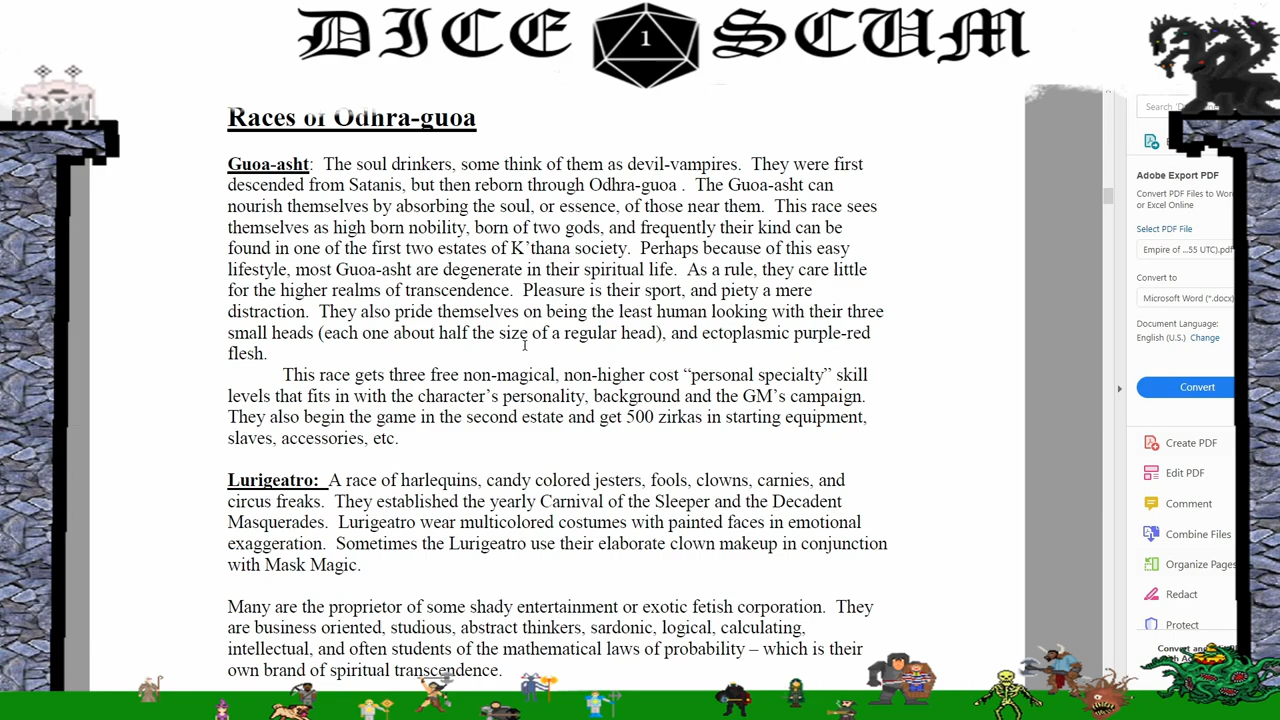 DICE 1 SCUM
Races of Odhra-guoa
Guoa-asht:  The soul drinkers, some think of them as devil-vampires.  They were first
descended from Satanis, but then reborn through Odhra-guoa .  The Guoa-asht can
nourish themselves by absorbing the soul, or essence, of those near them.  This race sees
themselves as high born nobility, born of two gods, and frequently their kind can be
found in one of the first two estates of K’thana society.  Perhaps because of this easy
lifestyle, most Guoa-asht are degenerate in their spiritual life.  As a rule, they care little
for the higher realms of transcendence.  Pleasure is their sport, and piety a mere
distraction.  They also pride themselves on being the least human looking with their three
small heads (each one about half the size of a regular head), and ectoplasmic purple-red
flesh.
This race gets three free non-magical, non-higher cost “personal specialty” skill
levels that fits in with the character’s personality, background and the GM’s campaign.
They also begin the game in the second estate and get 500 zirkas in starting equipment,
slaves, accessories, etc.
Lurigeatro:  A race of harlequins, candy colored jesters, fools, clowns, carnies, and
circus freaks.  They established the yearly Carnival of the Sleeper and the Decadent
Masquerades.  Lurigeatro wear multicolored costumes with painted faces in emotional
exaggeration.  Sometimes the Lurigeatro use their elaborate clown makeup in conjunction
with Mask Magic.
Many are the proprietor of some shady entertainment or exotic fetish corporation.  They
are business oriented, studious, abstract thinkers, sardonic, logical, calculating,
intellectual, and often students of the mathematical laws of probability – which is their
own brand of spiritual transcendence.
Search
Adobe Export PDF
Convert PDF Files to Wor
or Excel Online
Select PDF File
Empire of ...55 UTC).pdf
Convert to
Microsoft Word (*.docx)
Document Language:
English (U.S.) Change
Convert
Create PDF
Edit PDF
Comment
Combine Files
Organize Pages
Redact
Protect